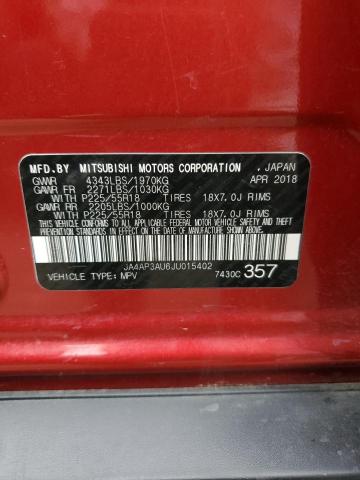 MFD.BY MITSUBISHI MOTORS CORPORATION , JAPAN
GVWR 4343LBS/1970KG APR 2018
GAWR FR 2271LBS/1030KG
WITH P225/55R18 TIRES 18X7.0J RIMS
GAWR RR 2205LBS/1000KG
WITH P225/55R18 TIRES 18X7.0J RIMS
THIS VEHICLE CONFORMS TO ALL APPLICABLE
FEDERAL MOTOR VEHICLE SAFETY, BUMPER AND
THEFT PREVENTION STANDARDS IN EFFECT ON
THE DATE OF MANUFACTURE SHOWN ABOVE.
JA4AP3AU6JU015402
VEHICLE TYPE: MPV 7430C 357